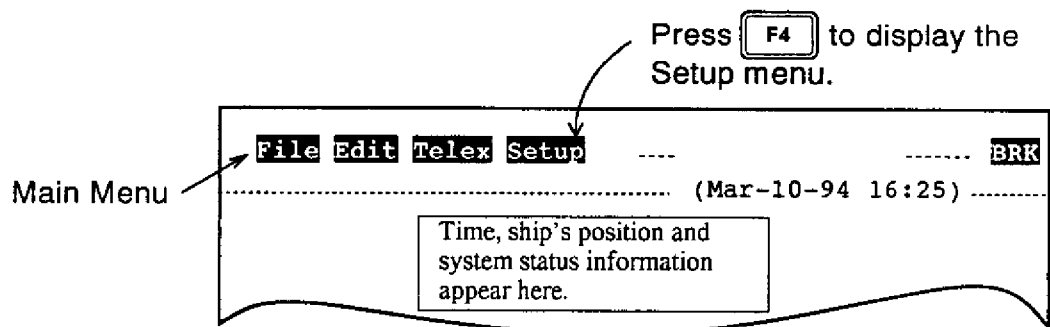 Press F4 to display the
Setup menu.
File Edit Telex Setup BRK
Main Menu
(Mar-10-94 16:25)
Time, ship's position and
system status information
appear here.